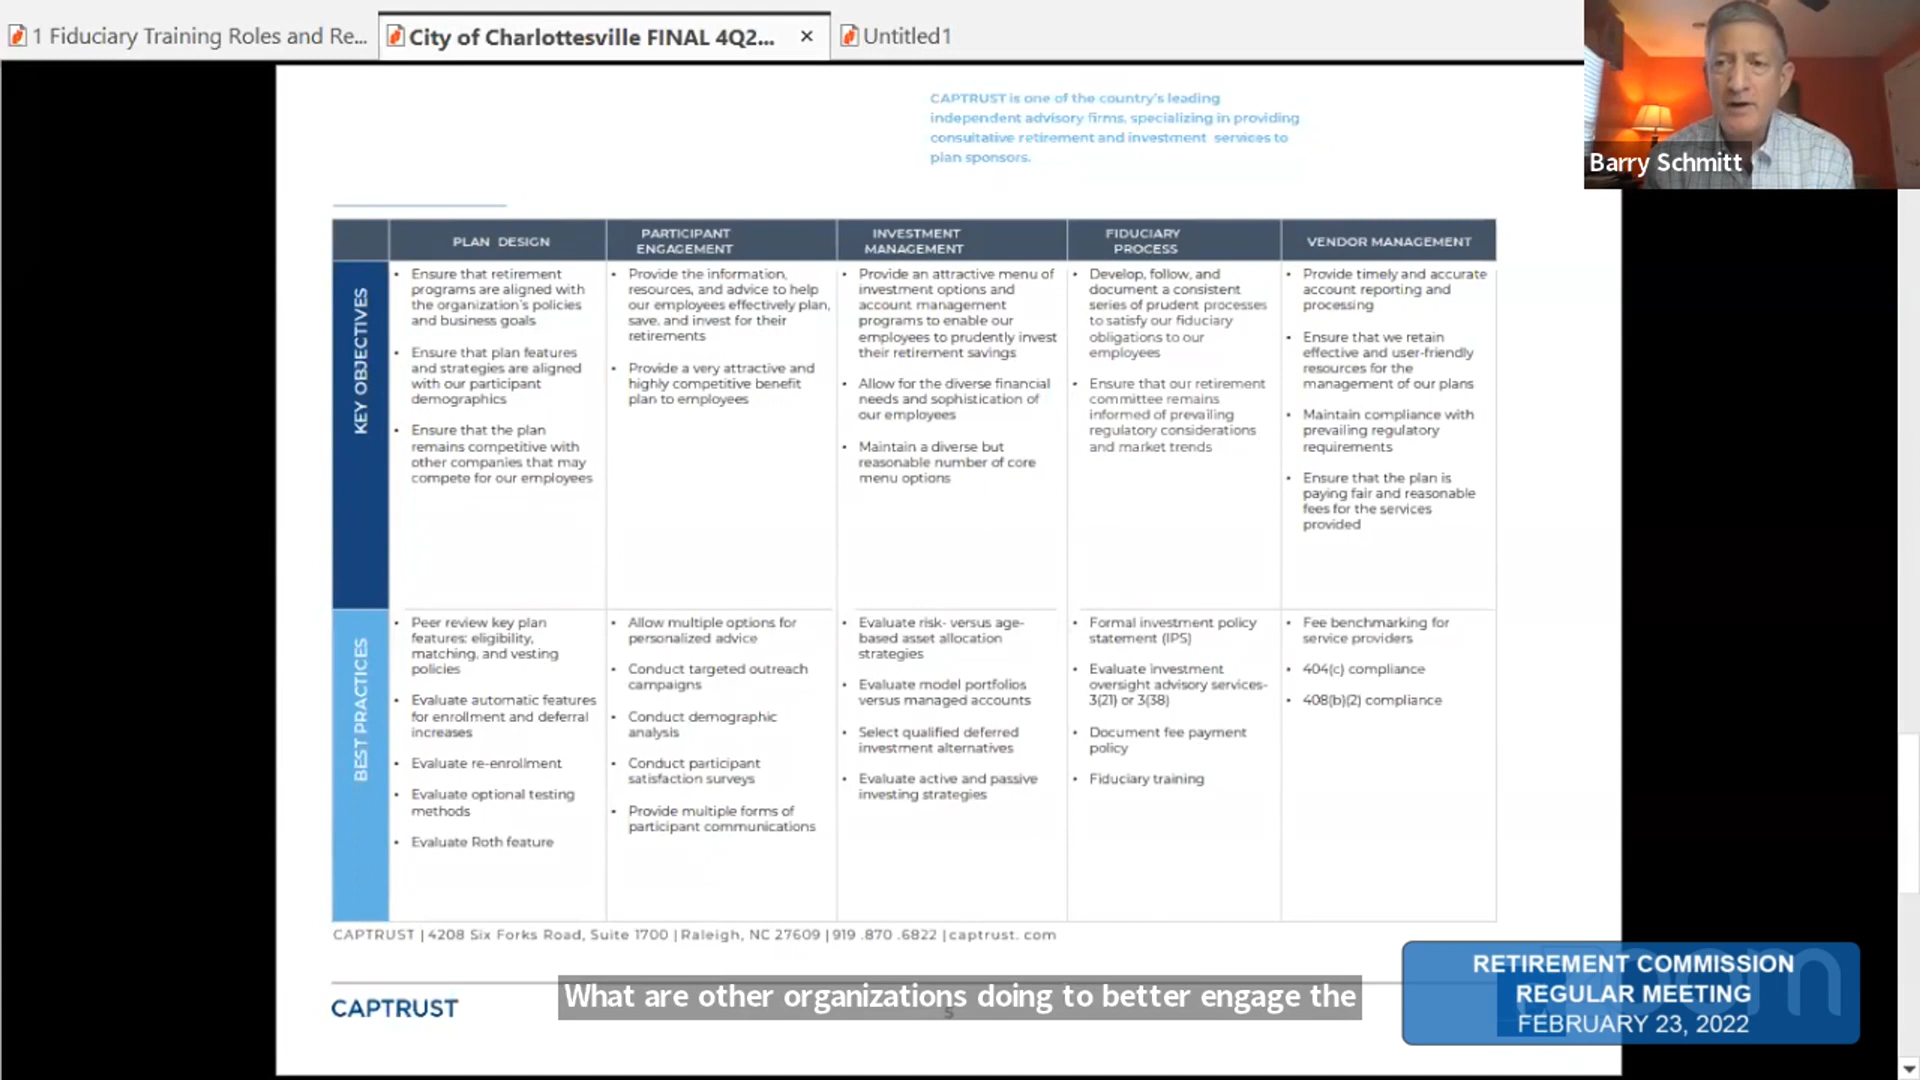 1 Fiduciary Training Roles and Re...
City of Charlottesville FINAL 4Q2...
Untitled1
Barry Schmitt
CAPTRUST is one of the country's leading
independent advisory firms, specializing in providing
consultative retirement and investment services to
plan sponsors.
PLAN DESIGN
PARTICIPANT
ENGAGEMENT
INVESTMENT
MANAGEMENT
FIDUCIARY
PROCESS
VENDOR MANAGEMENT
KEY OBJECTIVES
• Ensure that retirement
programs are aligned with
the organization's policies
and business goals
• Ensure that plan features
and strategies are aligned
with our participant
demographics
• Ensure that the plan
remains competitive with
other companies that may
compete for our employees
• Provide the information,
resources, and advice to help
our employees effectively plan,
save, and invest for their
retirements
• Provide a very attractive and
highly competitive benefit
plan to employees
• Provide an attractive menu of
investment options and
account management
programs to enable our
employees to prudently invest
their retirement savings
• Allow for the diverse financial
needs and sophistication of
our employees
• Maintain a diverse but
reasonable number of core
menu options
• Develop, follow, and
document a consistent
series of prudent processes
to satisfy our fiduciary
obligations to our
employees
• Ensure that our retirement
committee remains
informed of prevailing
regulatory considerations
and market trends
• Provide timely and accurate
account reporting and
processing
• Ensure that we retain
effective and user-friendly
resources for the
management of our plans
• Maintain compliance with
prevailing regulatory
requirements
• Ensure that the plan is
paying fair and reasonable
fees for the services
provided
BEST PRACTICES
• Peer review key plan
features: eligibility,
matching, and vesting
policies
• Evaluate automatic features
for enrollment and deferral
increases
• Evaluate re-enrollment
• Evaluate optional testing
methods
• Evaluate Roth feature
• Allow multiple options for
personalized advice
• Conduct targeted outreach
campaigns
• Conduct demographic
analysis
• Conduct participant
satisfaction surveys
• Provide multiple forms of
participant communications
• Evaluate risk- versus age-
based asset allocation
strategies
• Evaluate model portfolios
versus managed accounts
• Select qualified deferred
investment alternatives
• Evaluate active and passive
investing strategies
• Formal investment policy
statement (IPS)
• Evaluate investment
oversight advisory services-
3(21) or 3(38)
• Document fee payment
policy
• Fiduciary training
• Fee benchmarking for
service providers
• 404(c) compliance
• 408(b)(2) compliance
CAPTRUST | 4208 Six Forks Road, Suite 1700 | Raleigh, NC 27609 | 919 .870 .6822 | captrust. com
CAPTRUST
5
What are other organizations doing to better engage the
RETIREMENT COMMISSION
REGULAR MEETING
FEBRUARY 23, 2022